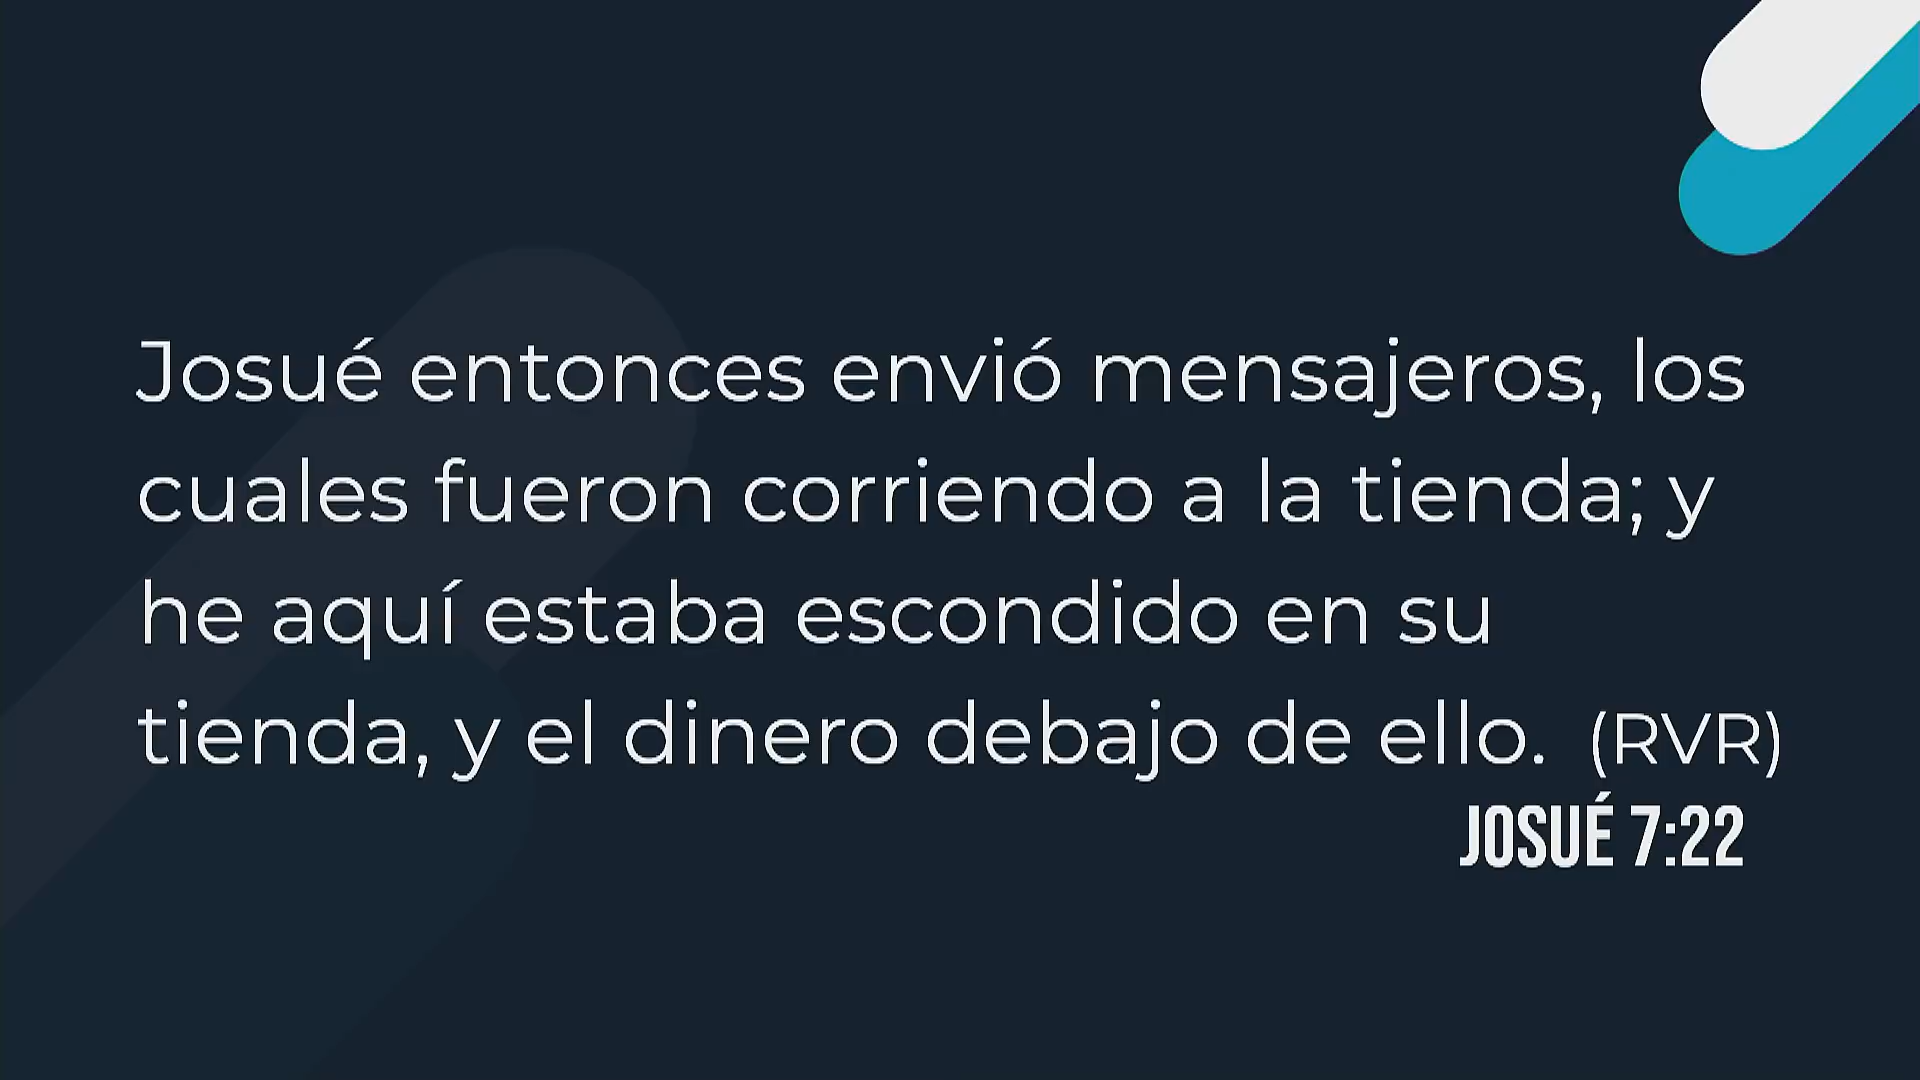 Josué entonces envió mensajeros, los
cuales fueron corriendo a la tienda; y
he aquí estaba escondido en su
tienda, y el dinero debajo de ello. (RVR)
JOSUÉ 7:22